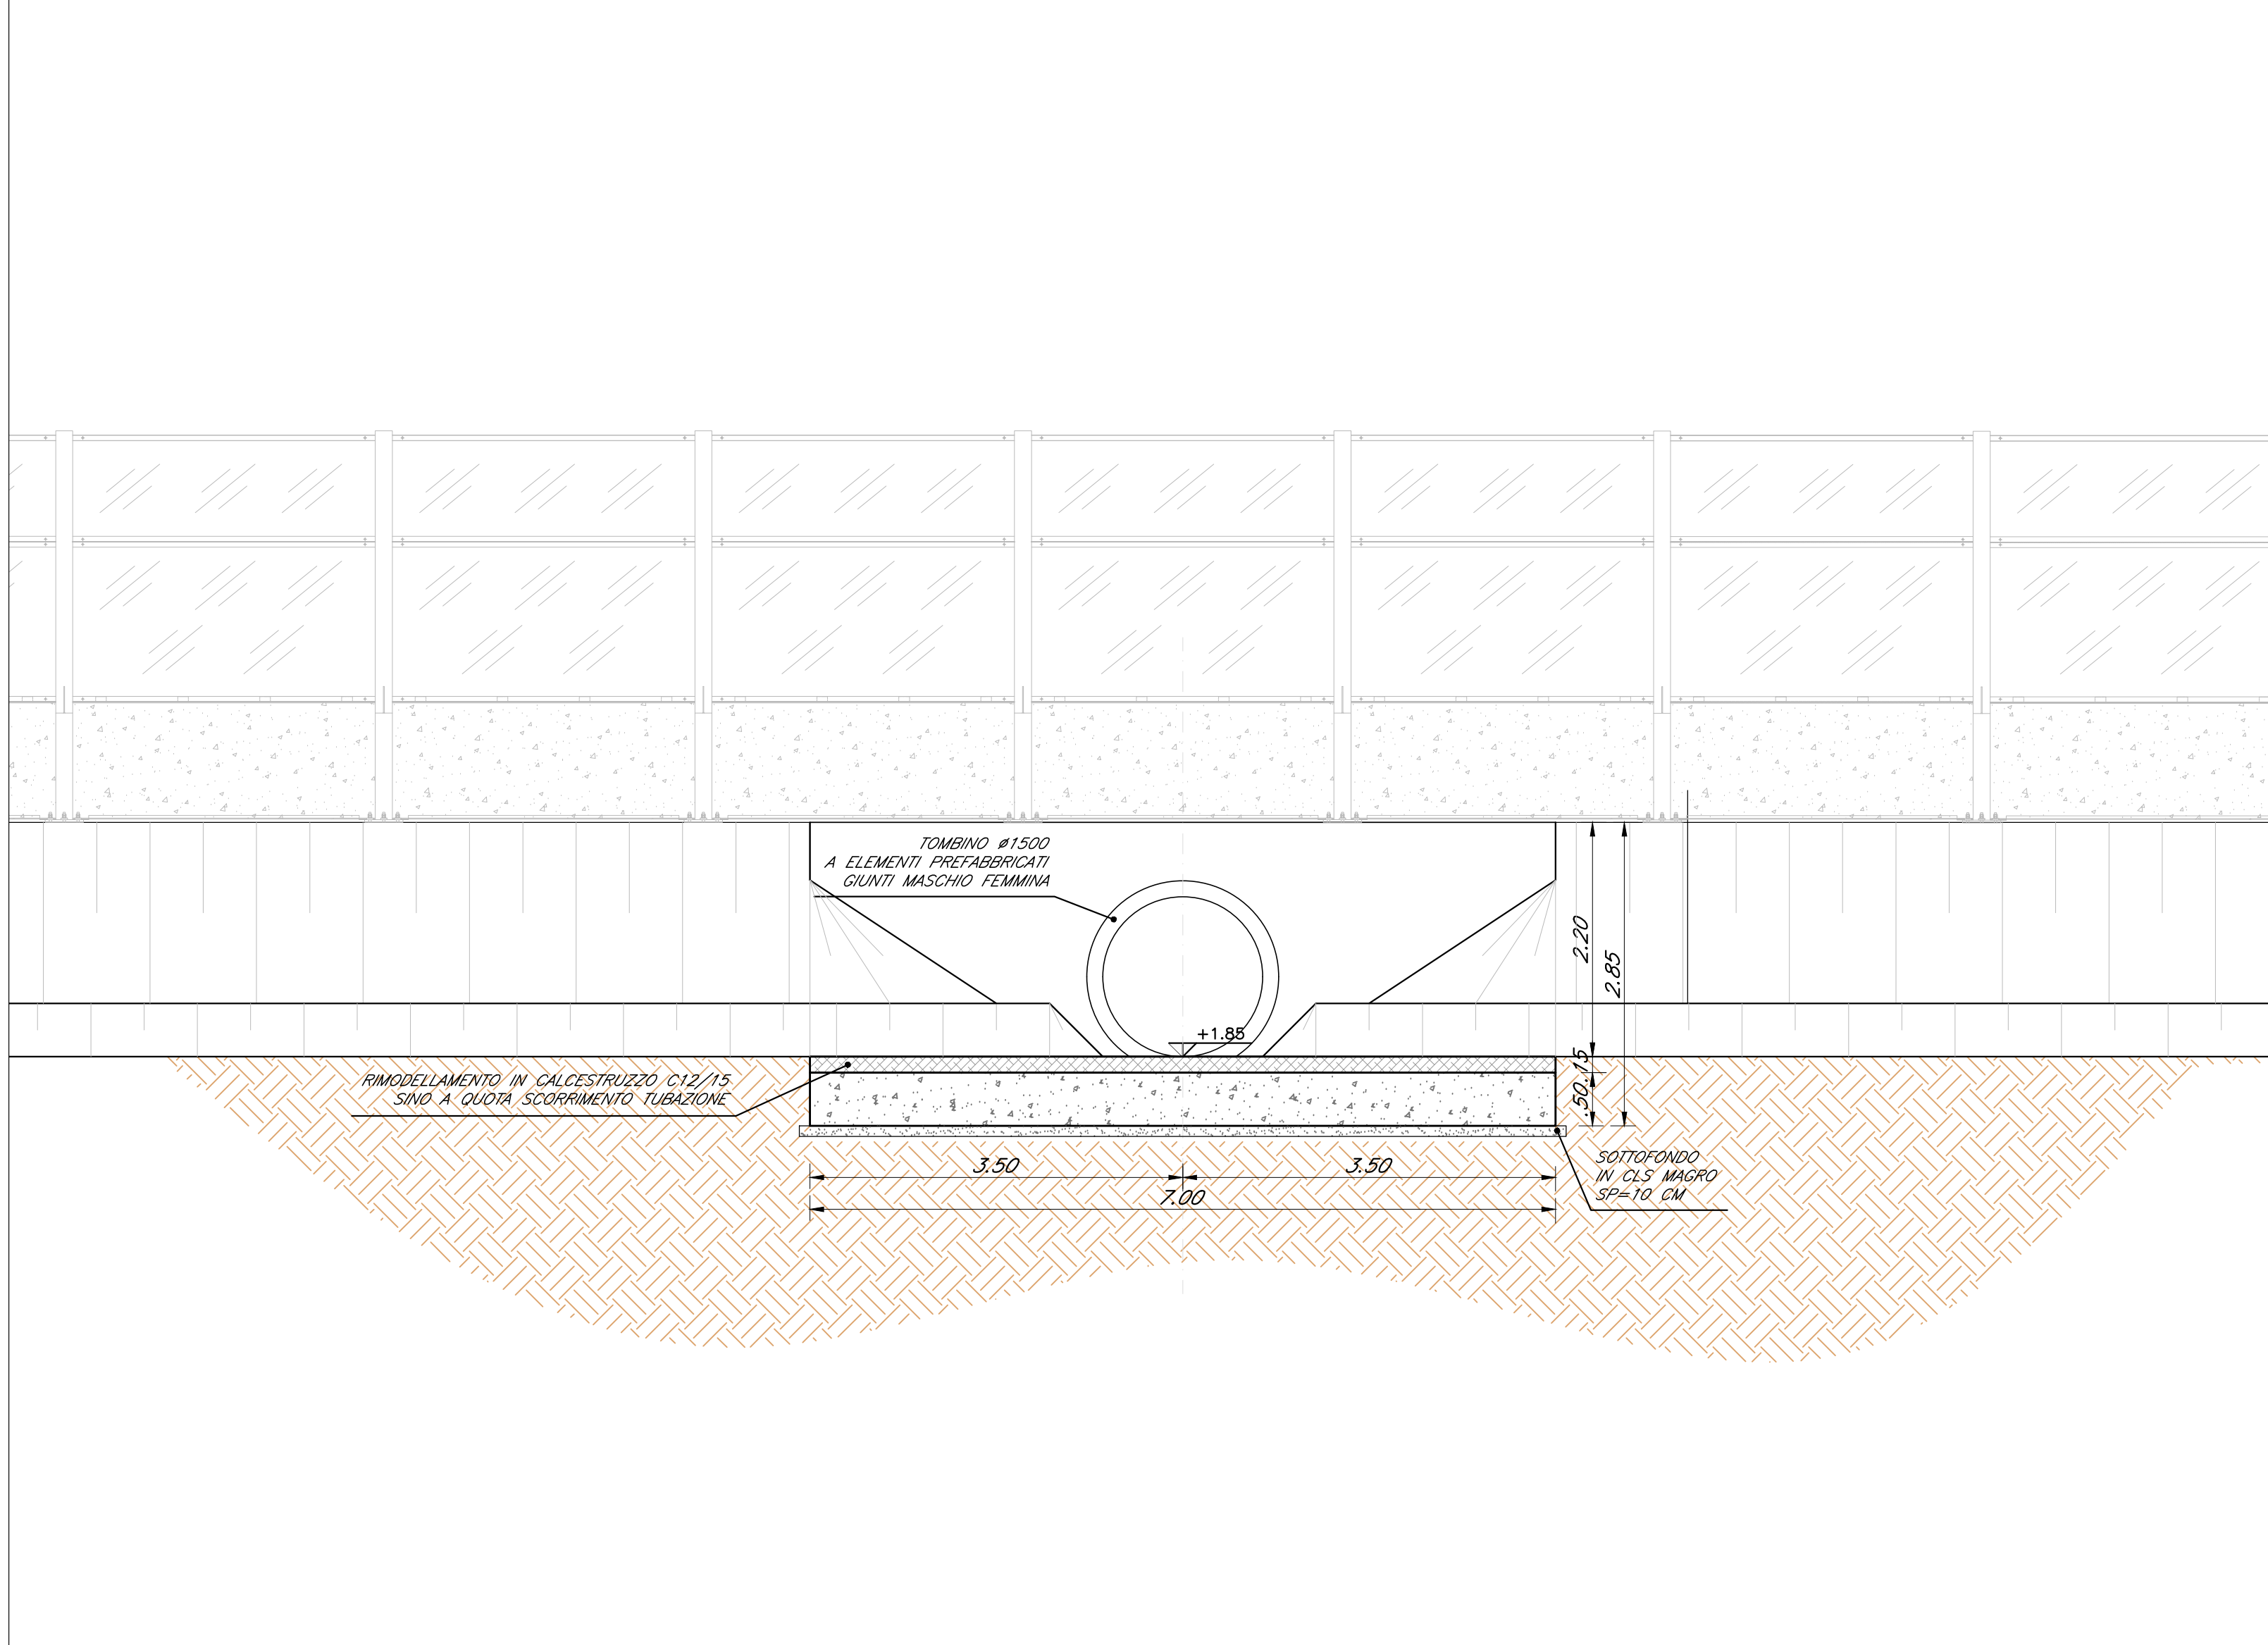 TOMBINO ø1500
A ELEMENTI PREFABBRICATI
GIUNTI MASCHIO FEMMINA
2.20
2.85
+1.85
.15
.50
RIMODELLAMENTO IN CALCESTRUZZO C12/15
SINO A QUOTA SCORRIMENTO TUBAZIONE
3.50
3.50
7.00
SOTTOFONDO
IN CLS MAGRO
SP=10 CM